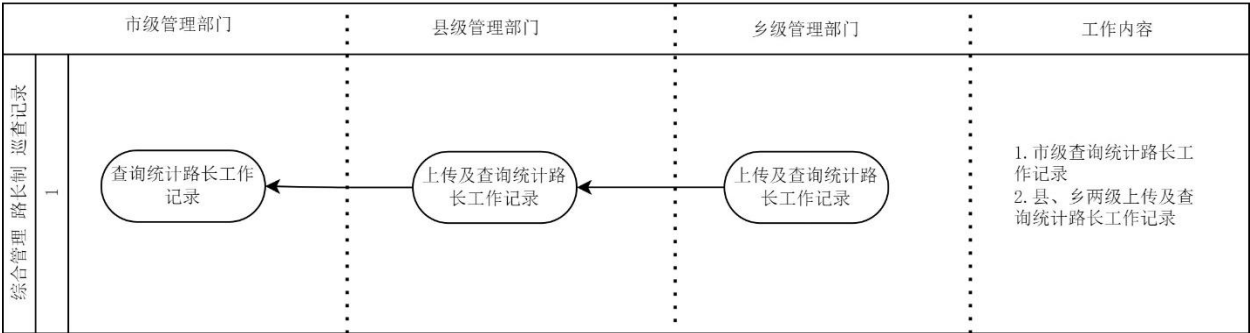 市级管理部门
县级管理部门
乡级管理部门
工作内容
综合管理 路长制 巡查记录
1
查询统计路长工作
记录
上传及查询统计路
长工作记录
上传及查询统计路
长工作记录
1.市级查询统计路长工
作记录
2.县、乡两级上传及查
询统计路长工作记录